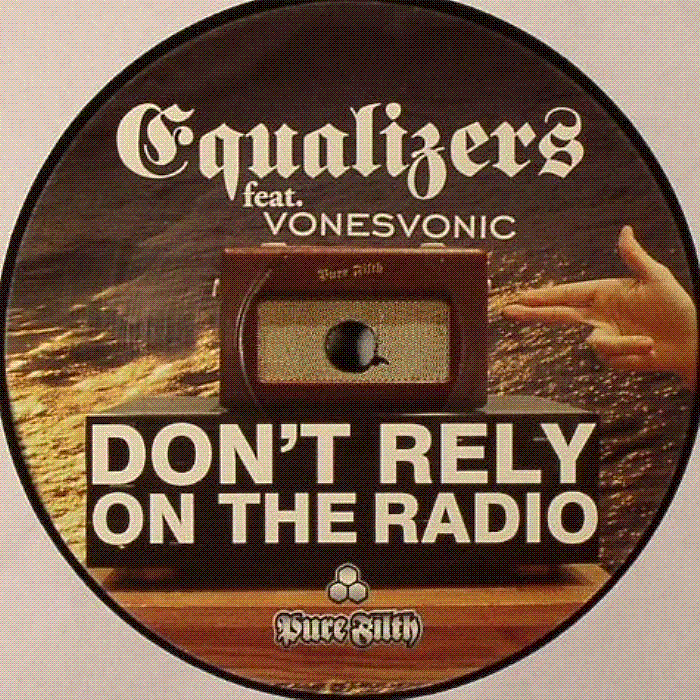 Equalizers
feat.
VONESVONIC
Pure Filth
DON'T RELY
ON THE RADIO
Pure Filth